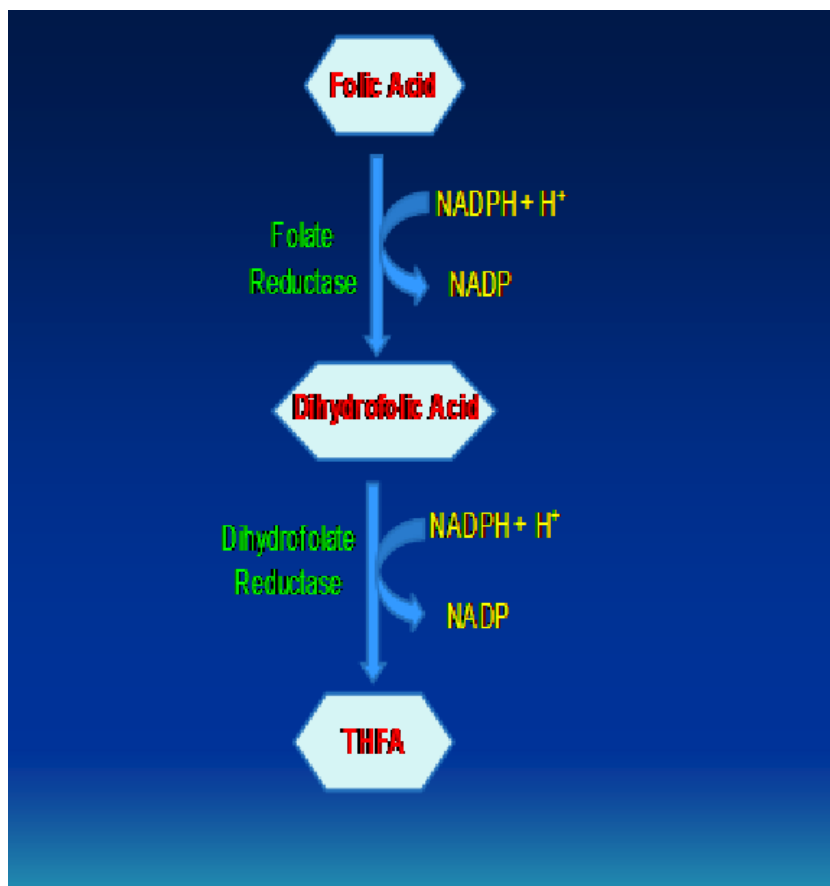 Folic Acid
NADPH + H⁺
Folate
Reductase
NADP
Dihydrofolic Acid
NADPH + H⁺
Dihydrofolate
Reductase
NADP
THFA